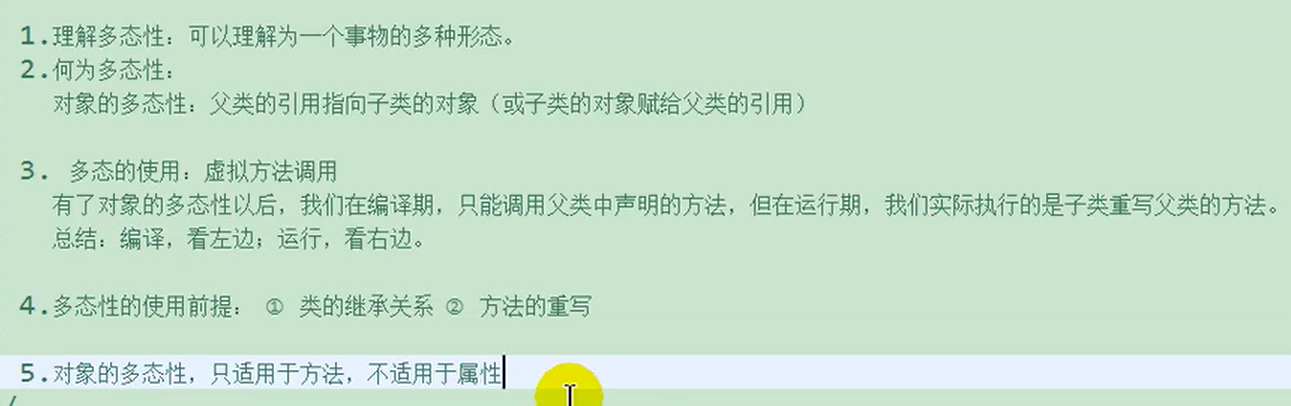 1.理解多态性：可以理解为一个事物的多种形态。
2.何为多态性：
对象的多态性：父类的引用指向子类的对象（或子类的对象赋给父类的引用）
3. 多态的使用：虚拟方法调用
有了对象的多态性以后，我们在编译期，只能调用父类中声明的方法，但在运行期，我们实际执行的是子类重写父类的方法。
总结：编译，看左边；运行，看右边。
4.多态性的使用前提： ① 类的继承关系 ② 方法的重写
5.对象的多态性，只适用于方法，不适用于属性
/